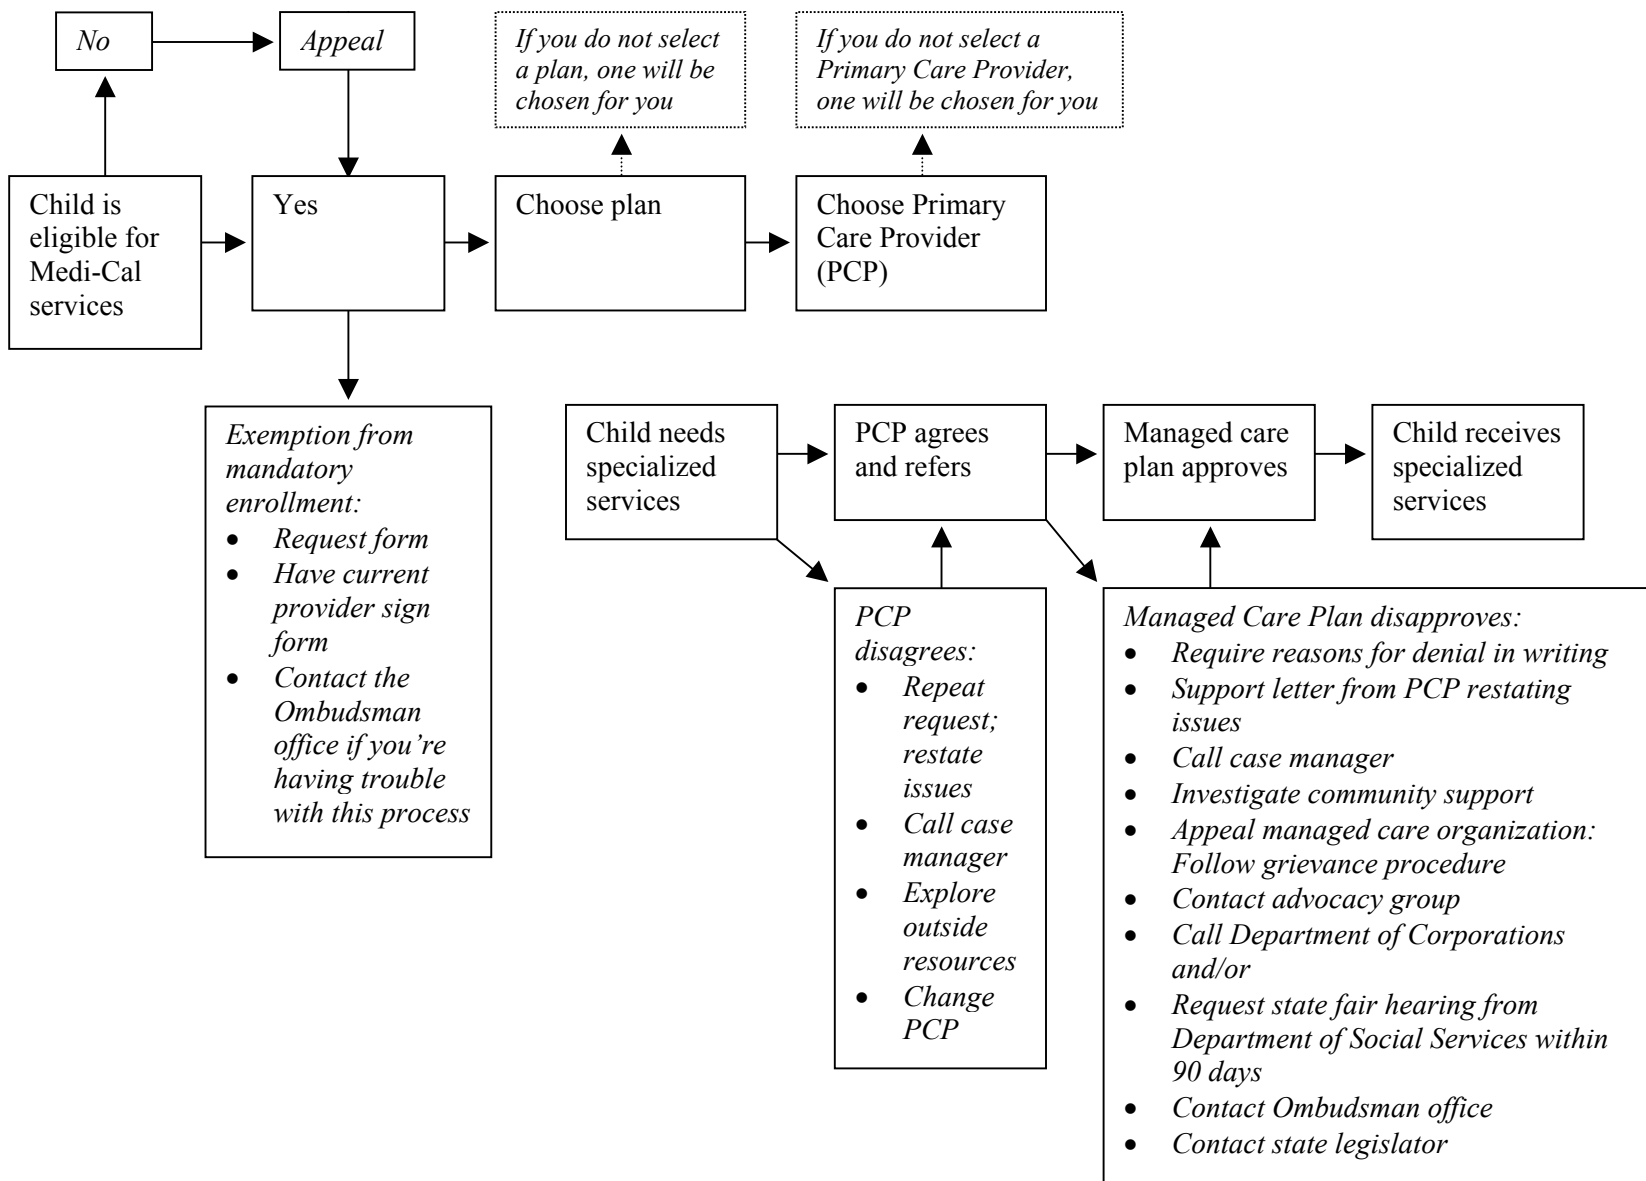 No
Appeal
If you do not select
a plan, one will be
chosen for you
If you do not select a
Primary Care Provider,
one will be chosen for you
Child is
eligible for
Medi-Cal
services
Yes
Choose plan
Choose Primary
Care Provider
(PCP)
Exemption from
mandatory
enrollment:
• Request form
• Have current
provider sign
form
• Contact the
Ombudsman
office if you’re
having trouble
with this process
Child needs
specialized
services
PCP agrees
and refers
Managed care
plan approves
Child receives
specialized
services
PCP
disagrees:
• Repeat
request;
restate
issues
• Call case
manager
• Explore
outside
resources
• Change
PCP
Managed Care Plan disapproves:
• Require reasons for denial in writing
• Support letter from PCP restating
issues
• Call case manager
• Investigate community support
• Appeal managed care organization:
Follow grievance procedure
• Contact advocacy group
• Call Department of Corporations
and/or
• Request state fair hearing from
Department of Social Services within
90 days
• Contact Ombudsman office
• Contact state legislator